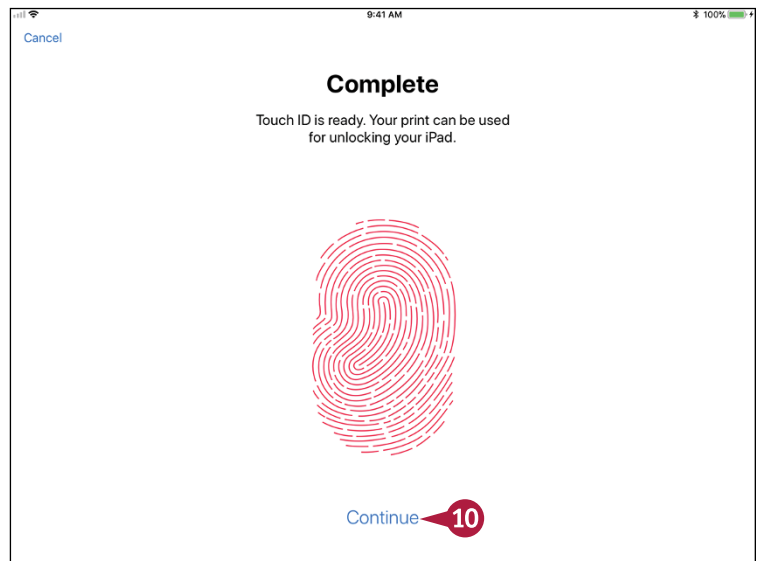 9:41 AM
100%
Cancel
Complete
Touch ID is ready. Your print can be used
for unlocking your iPad.
Continue
10